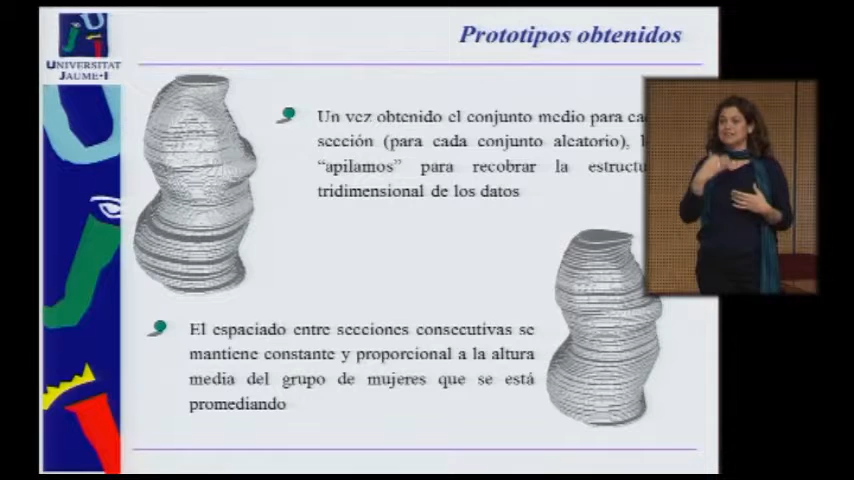 Prototipos obtenidos
UNIVERSITAT
JAUME·I
Un vez obtenido el conjunto medio para
sección (para cada conjunto aleatorio),
“apilamos” para recobrar la
tridimensional de los datos
El espaciado entre secciones consecutivas se
mantiene constante y proporcional a la altura
media del grupo de mujeres que se está
promediando